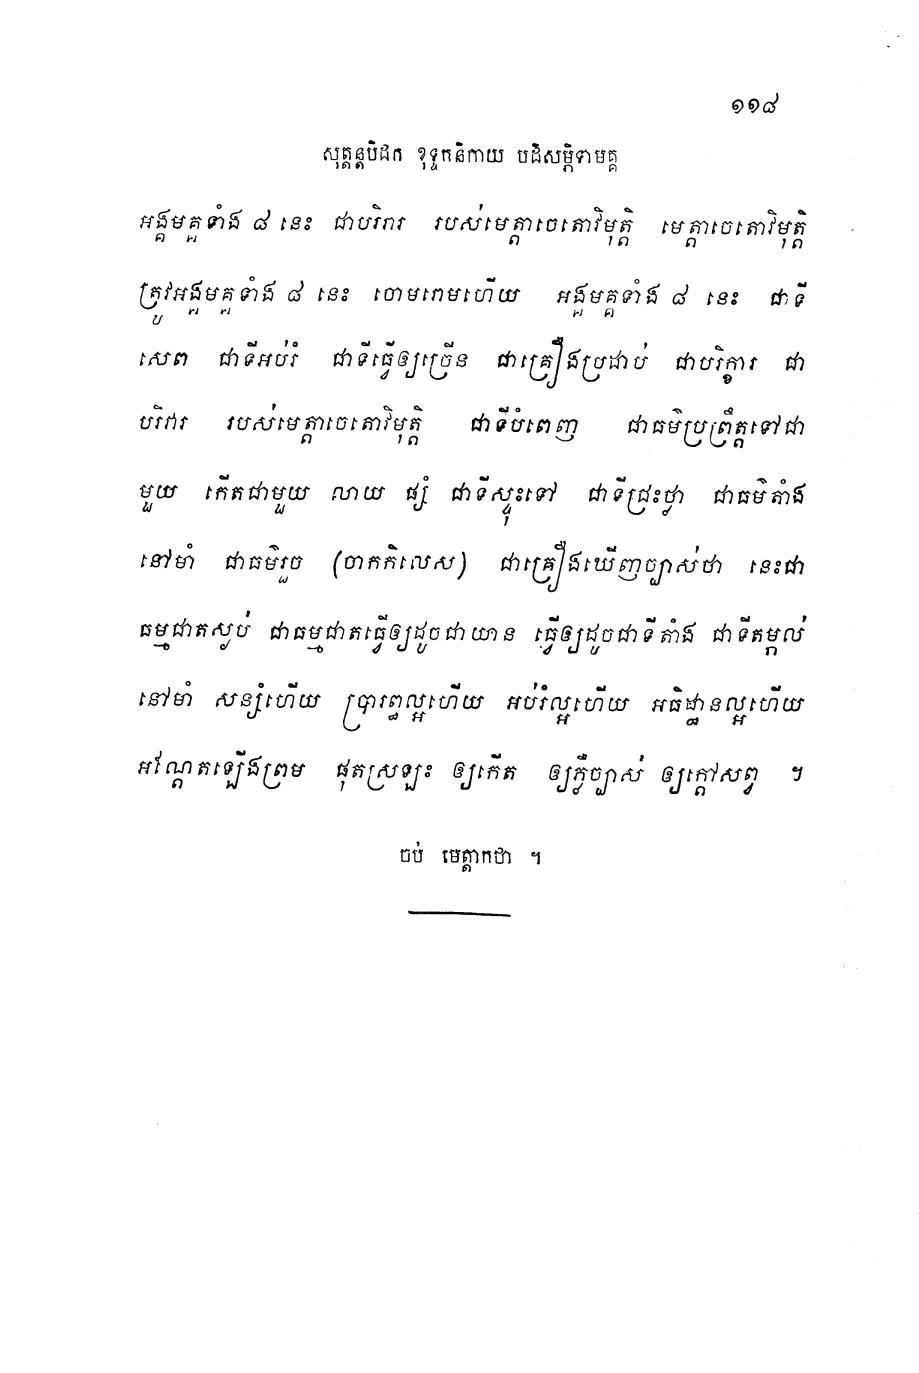 ១១៨
សុត្តន្តបិដក ខុទ្ទកនិកាយ បដិសម្ភិទាមគ្គ
អង្គមគ្គទាំង ៨ នេះ ជាបរិវារ របស់មេត្តាចេតោវិមុត្តិ មេត្តាចេតោវិមុត្តិ
ត្រូវអង្គមគ្គទាំង ៨ នេះ ចោមរោមហើយ អង្គមគ្គទាំង ៨ នេះ ជាទី
សេព ជាទីអប់រំ ជាទីធ្វើឲ្យច្រើន ជាគ្រឿងប្រដាប់ ជាបរិក្ខារ ជា
បរិវារ របស់មេត្តាចេតោវិមុត្តិ ជាទីបំពេញ ជាធម៌ប្រព្រឹត្តទៅជា
មួយ កើតជាមួយ លាយ ផ្សំ ជាទីស្ទុះទៅ ជាទីជ្រះថ្លា ជាធម៌តាំង
នៅមាំ ជាធម៌រួច (ចាកកិលេស) ជាគ្រឿងឃើញច្បាស់ថា នេះជា
ធម្មជាតស្ងប់ ជាធម្មជាតធ្វើឲ្យដូចជាយាន ធ្វើឲ្យដូចជាទីតាំង ជាទីតម្កល់
នៅមាំ សន្សំហើយ ប្រារព្ធល្អហើយ អប់រំល្អហើយ អធិដ្ឋានល្អហើយ
អណ្តែតឡើងព្រម ផុតស្រឡះ ឲ្យកើត ឲ្យភ្លឺច្បាស់ ឲ្យក្តៅសព្វ ។
ចប់ មេត្តាកថា ។